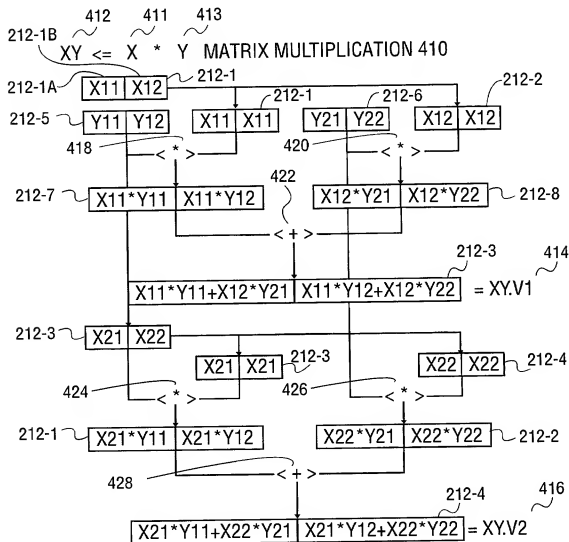 412 411 413
212-1B
XY <= X * Y MATRIX MULTIPLICATION 410
212-1A X11 X12 212-1 212-1 212-6 212-2
212-5 Y11 Y12 X11 X11 Y21 Y22 X12 X12
418 < * > 420 < * >
212-7 X11*Y11 X11*Y12 422 X12*Y21 X12*Y22 212-8
< + >
212-3 414
X11*Y11+X12*Y21 X11*Y12+X12*Y22 = XY.V1
212-3 X21 X22
X21 X21 212-3 X22 X22 212-4
424 < * > 426 < * >
212-1 X21*Y11 X21*Y12 X22*Y21 X22*Y22 212-2
428 < + >
212-4 416
X21*Y11+X22*Y21 X21*Y12+X22*Y22 = XY.V2